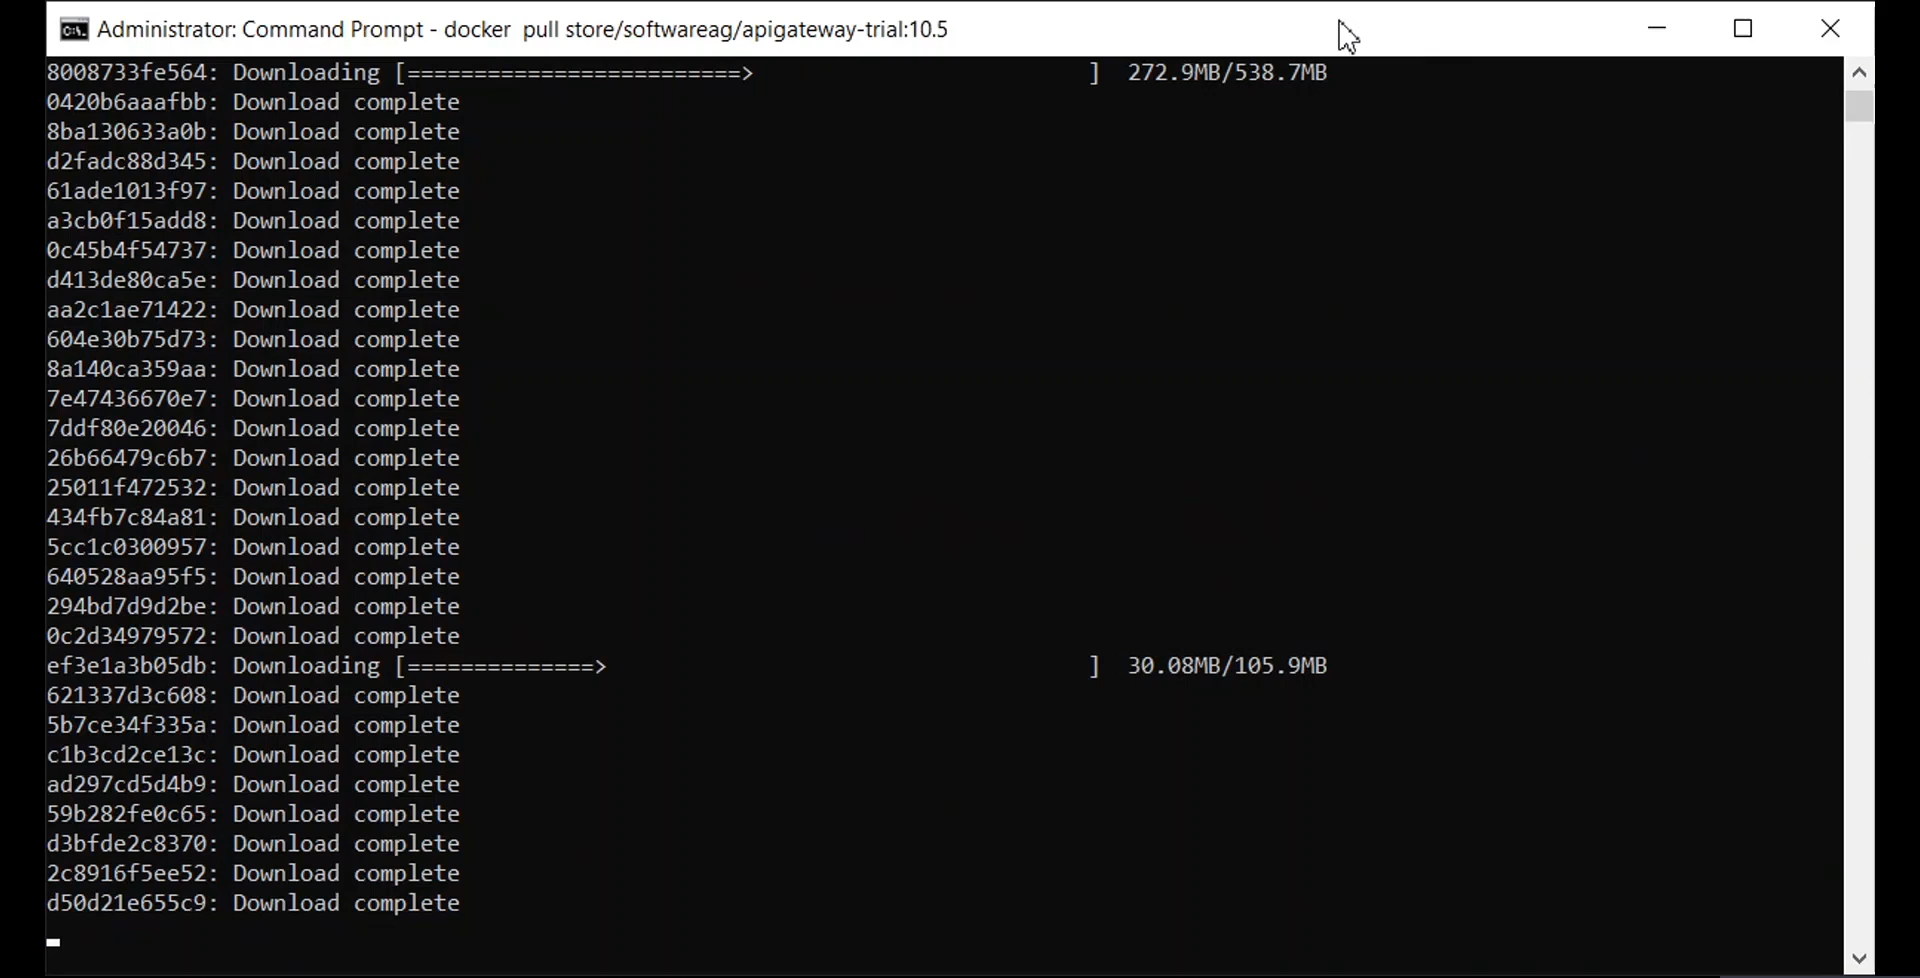 Administrator: Command Prompt - docker  pull store/softwareag/apigateway-trial:10.5
8008733fe564: Downloading [=========================>                         ]  272.9MB/538.7MB
0420b6aaafbb: Download complete
8ba130633a0b: Download complete
d2fadc88d345: Download complete
61ade1013f97: Download complete
a3cb0f15add8: Download complete
0c45b4f54737: Download complete
d413de80ca5e: Download complete
aa2c1ae71422: Download complete
604e30b75d73: Download complete
8a140ca359aa: Download complete
7e47436670e7: Download complete
7ddf80e20046: Download complete
26b66479c6b7: Download complete
25011f472532: Download complete
434fb7c84a81: Download complete
5cc1c0300957: Download complete
640528aa95f5: Download complete
294bd7d9d2be: Download complete
0c2d34979572: Download complete
ef3e1a3b05db: Downloading [==============>                                    ]  30.08MB/105.9MB
621337d3c608: Download complete
5b7ce34f335a: Download complete
c1b3cd2ce13c: Download complete
ad297cd5d4b9: Download complete
59b282fe0c65: Download complete
d3bfde2c8370: Download complete
2c8916f5ee52: Download complete
d50d21e655c9: Download complete